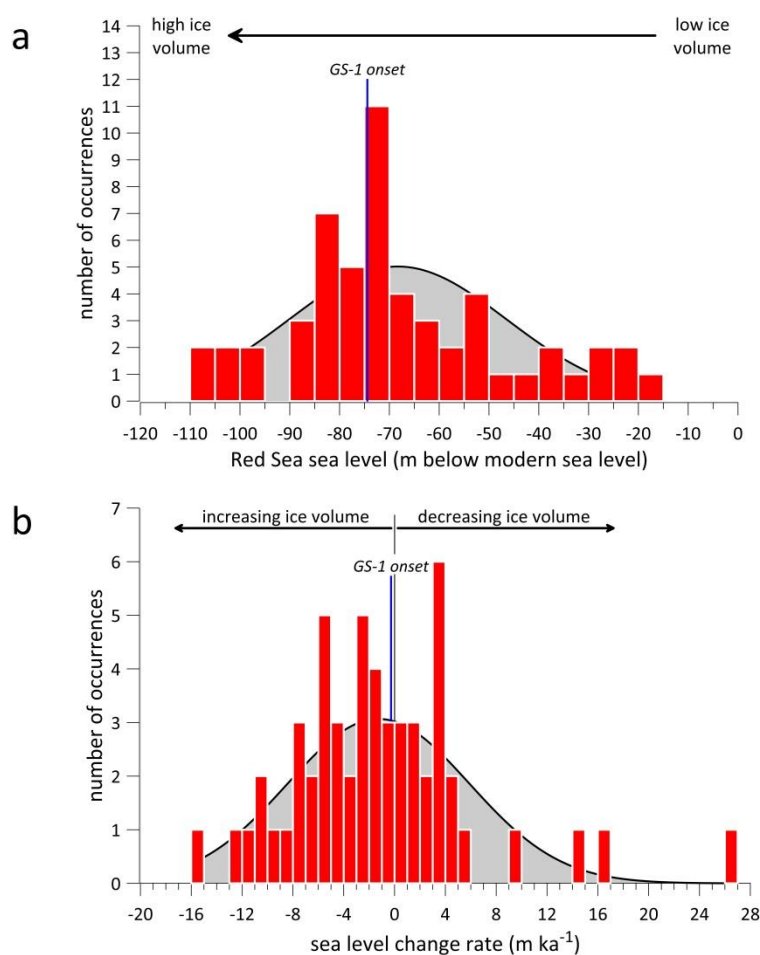 a
high ice
volume
low ice
volume
GS-1 onset
number of occurrences
14
13
12
11
10
9
8
7
6
5
4
3
2
1
0
-120 -110 -100 -90 -80 -70 -60 -50 -40 -30 -20 -10 0
Red Sea sea level (m below modern sea level)
b
increasing ice volume decreasing ice volume
GS-1 onset
number of occurrences
7
6
5
4
3
2
1
0
-20 -16 -12 -8 -4 0 4 8 12 16 20 24 28
sea level change rate (m ka⁻¹)